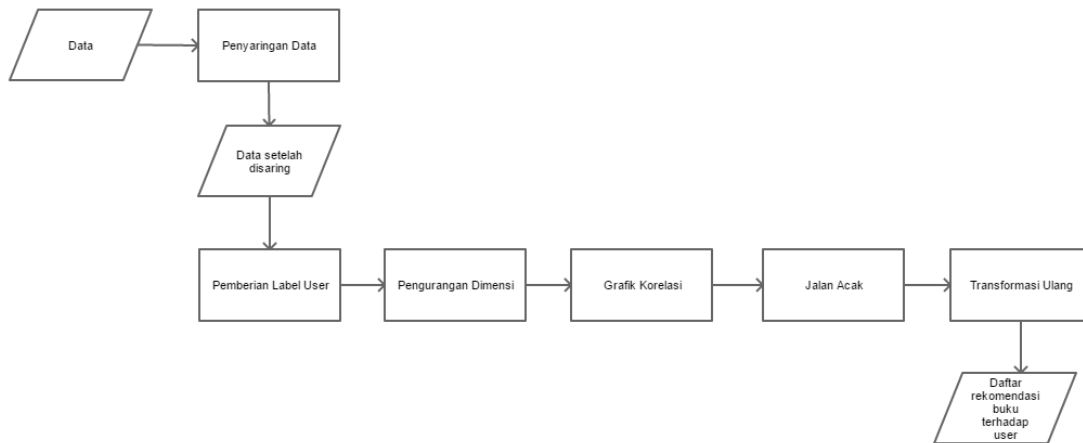 Data
Penyaringan Data
Data setelah
disaring
Pemberian Label User
Pengurangan Dimensi
Grafik Korelasi
Jalan Acak
Transformasi Ulang
Daftar
rekomendasi
buku
terhadap
user